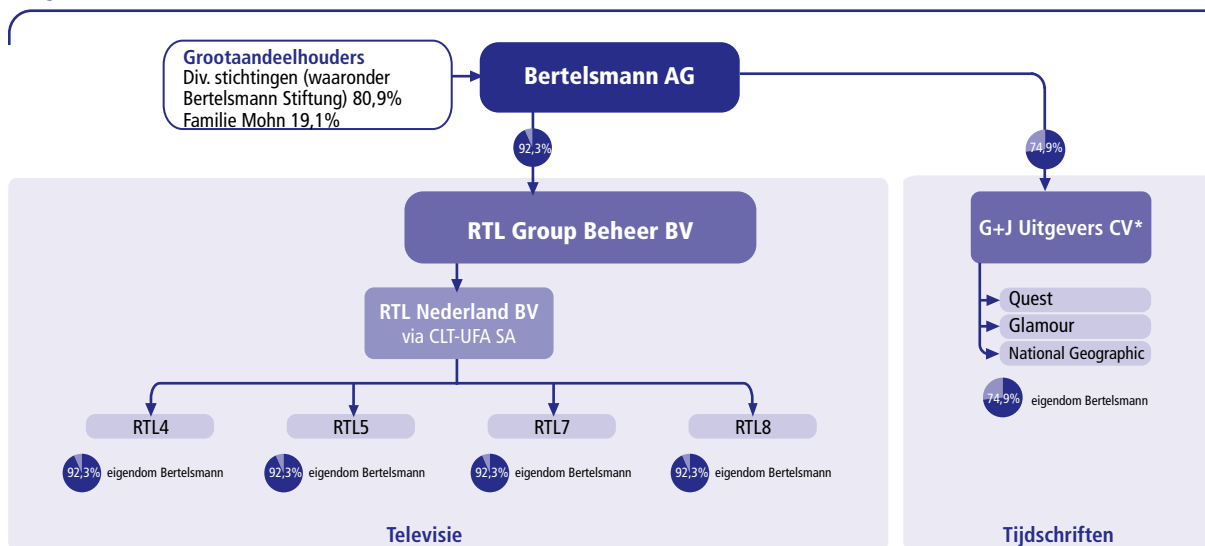 Grootaandeelhouders
Div. stichtingen (waaronder
Bertelsmann Stiftung) 80,9%
Familie Mohn 19,1%
Bertelsmann AG
92,3%
74,9%
RTL Group Beheer BV
G+J Uitgevers CV*
RTL Nederland BV
via CLT-UFA SA
Quest
Glamour
National Geographic
74,9% eigendom Bertelsmann
RTL4
RTL5
RTL7
RTL8
92,3% eigendom Bertelsmann
92,3% eigendom Bertelsmann
92,3% eigendom Bertelsmann
92,3% eigendom Bertelsmann
Televisie
Tijdschriften